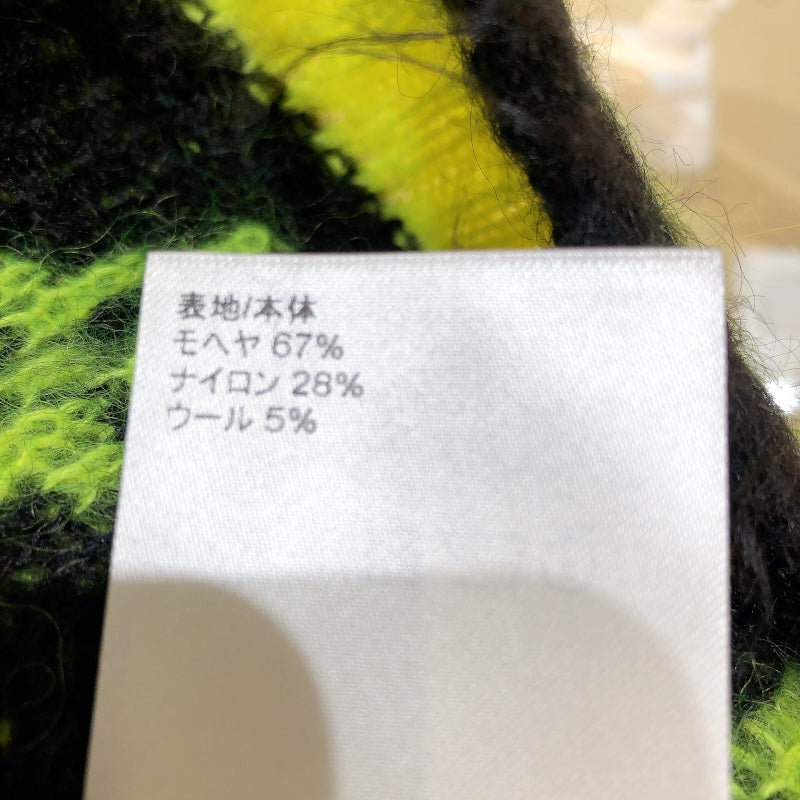 表地/本体
モヘヤ 67%
ナイロン 28%
ウール 5%